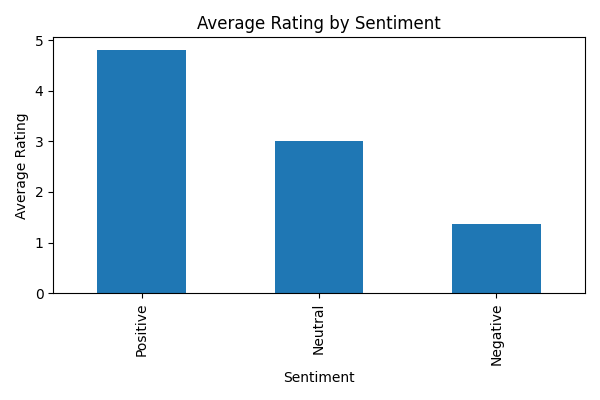 Average Rating by Sentiment
5
4
3
2
1
0
Average Rating
Positive
Neutral
Negative
Sentiment